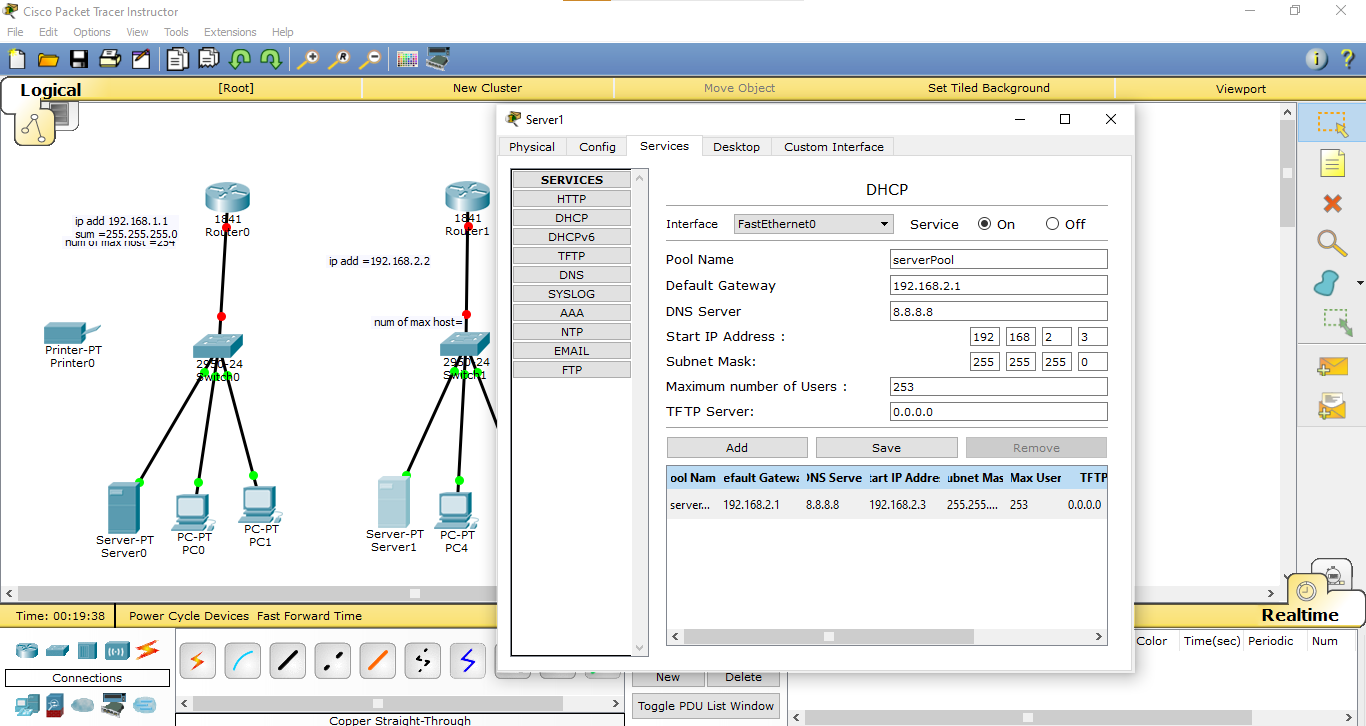 Cisco Packet Tracer Instructor
File Edit Options View Tools Extensions Help
Logical [Root] New Cluster Move Object Set Tiled Background Viewport
ip add 192.168.1.1
sum =255.255.255.0
num of max host =254
1841
Router0
Printer-PT
Printer0
2950-24
Switch0
Server-PT
Server0
PC-PT
PC0
PC-PT
PC1
1841
Router1
ip add =192.168.2.2
num of max host=
2950-24
Switch1
Server-PT
Server1
PC-PT
PC4
Server1
Physical Config Services Desktop Custom Interface
SERVICES
HTTP
DHCP
DHCPv6
TFTP
DNS
SYSLOG
AAA
NTP
EMAIL
FTP
DHCP
Interface FastEthernet0 Service On Off
Pool Name serverPool
Default Gateway 192.168.2.1
DNS Server 8.8.8.8
Start IP Address : 192 168 2 3
Subnet Mask: 255 255 255 0
Maximum number of Users : 253
TFTP Server: 0.0.0.0
Add Save Remove
ool Nam efault Gatewa DNS Serve tart IP Addre ubnet Mas Max User TFTP
server... 192.168.2.1 8.8.8.8 192.168.2.3 255.255.... 253 0.0.0.0
Time: 00:19:38 Power Cycle Devices Fast Forward Time Realtime
Connections
Copper Straight-Through
New Delete
Toggle PDU List Window
Color Time(sec) Periodic Num